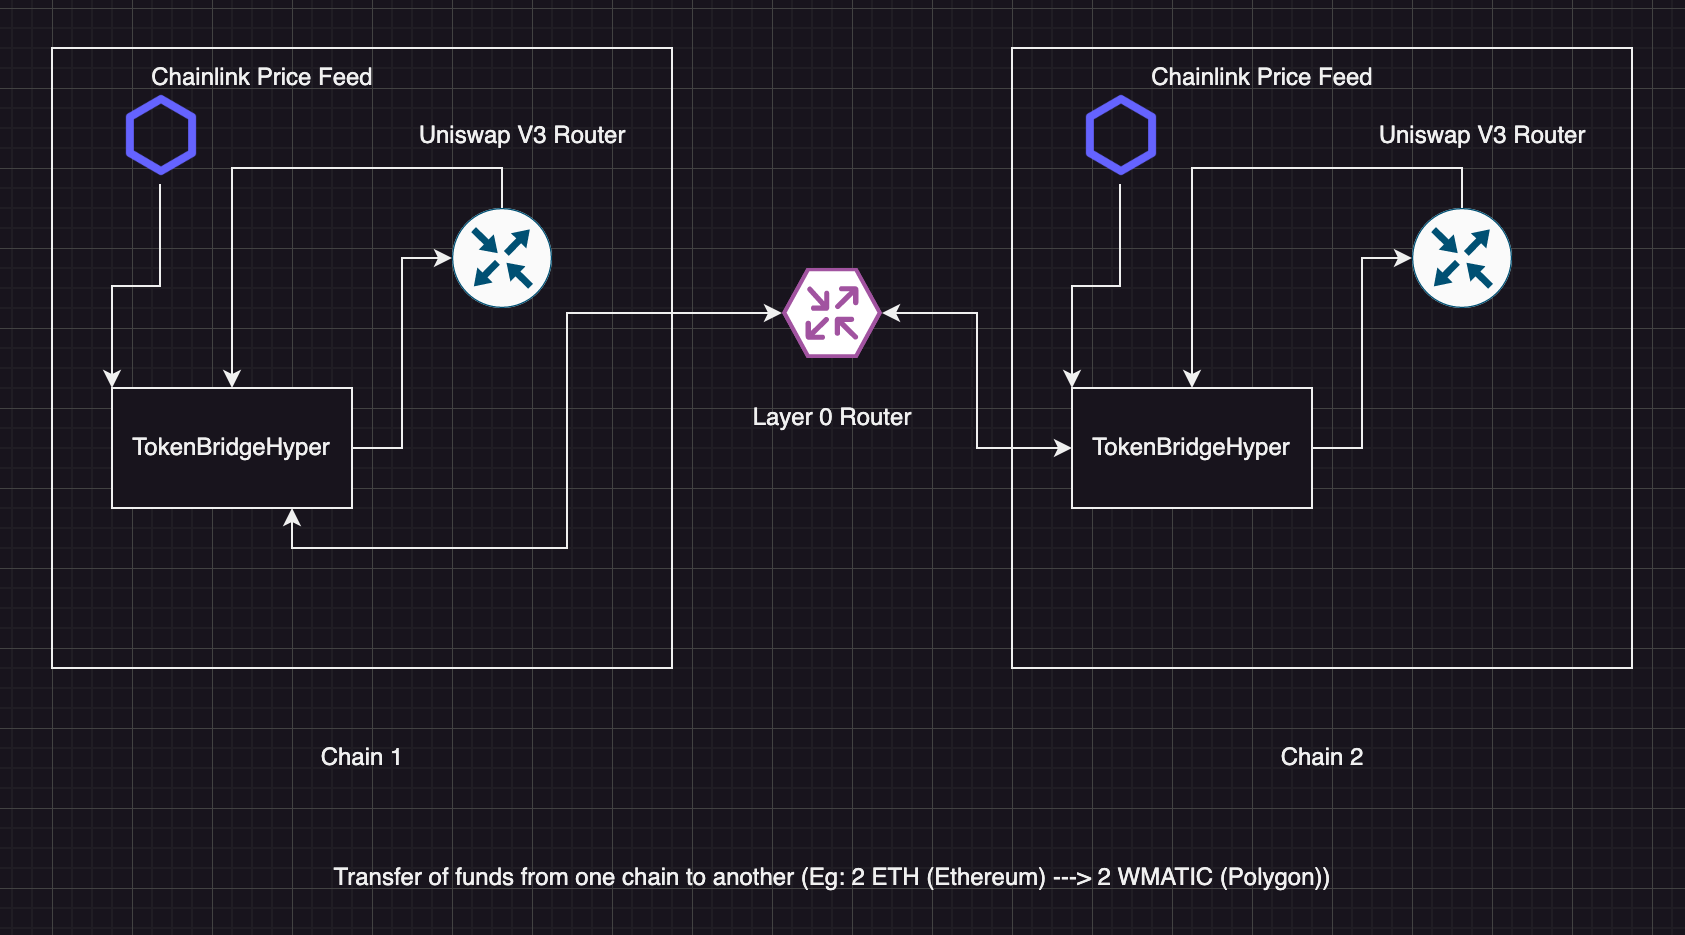 Chainlink Price Feed
Uniswap V3 Router
TokenBridgeHyper
Layer 0 Router
Chainlink Price Feed
Uniswap V3 Router
TokenBridgeHyper
Chain 1
Chain 2
Transfer of funds from one chain to another (Eg: 2 ETH (Ethereum) ---> 2 WMATIC (Polygon))